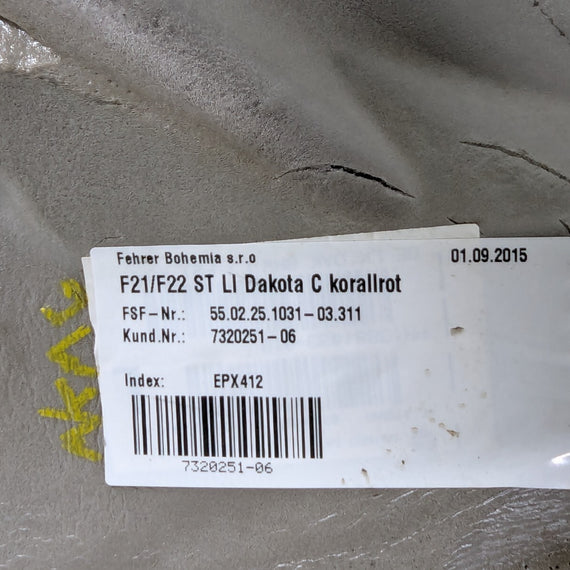 Fehrer Bohemia s.r.o
01.09.2015
F21/F22 ST LI Dakota C korallrot
FSF-Nr.: 55.02.25.1031-03.311
Kund.Nr.: 7320251-06
Index: EPX412
7320251-06